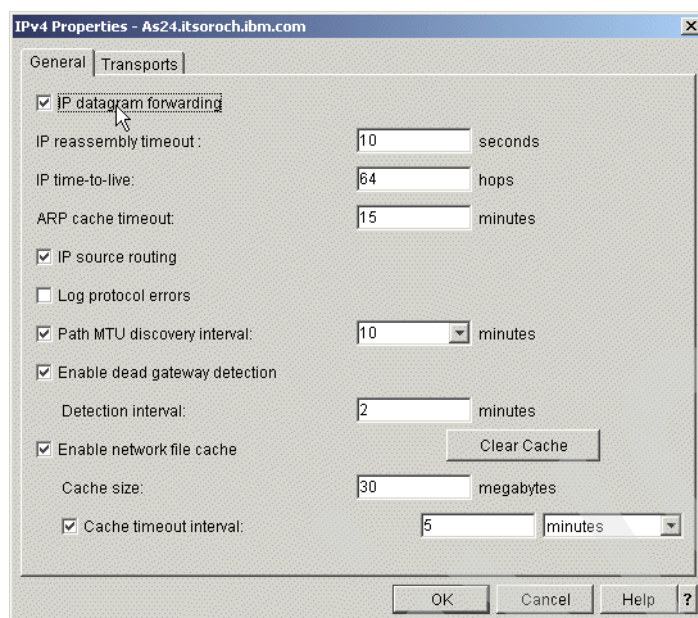 IPv4 Properties - As24.itsoroch.ibm.com
General Transports
IP datagram forwarding
IP reassembly timeout : 10 seconds
IP time-to-live: 64 hops
ARP cache timeout: 15 minutes
IP source routing
Log protocol errors
Path MTU discovery interval: 10 minutes
Enable dead gateway detection
Detection interval: 2 minutes
Enable network file cache Clear Cache
Cache size: 30 megabytes
Cache timeout interval: 5 minutes
OK Cancel Help ?